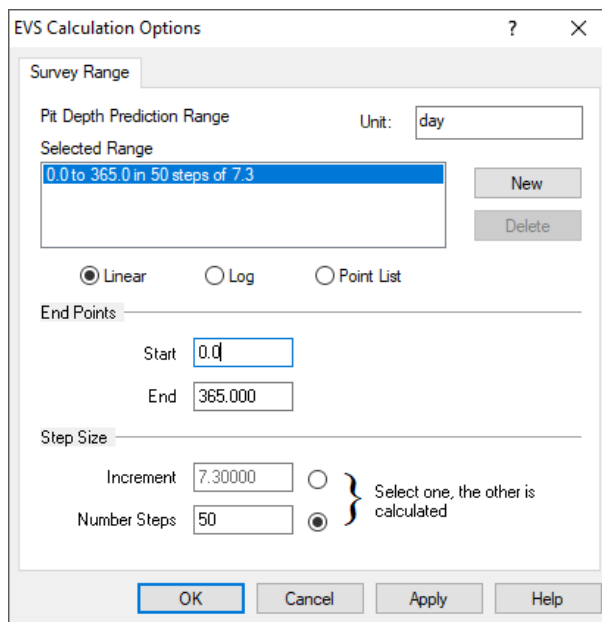 EVS Calculation Options ?
Survey Range
Pit Depth Prediction Range
Unit: day
Selected Range
0.0 to 365.0 in 50 steps of 7.3
New
Delete
Linear Log Point List
End Points
Start 0.0
End 365.000
Step Size
Increment 7.30000
Number Steps 50
Select one, the other is
calculated
OK Cancel Apply Help